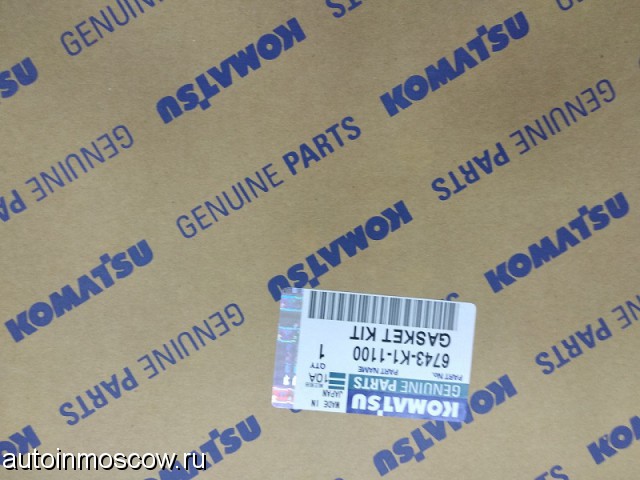 GENUINE PARTS
KOMATSU
KOMATSU
KOMATSU
GENUINE PARTS
GENUINE PARTS
GENUINE PARTS
KOMATSU
KOMATSU
KOMATSU
GENUINE PARTS
GENUINE PARTS
KOMATSU
KOMATSU
GENUINE PARTS
MADE IN
JAPAN
10A
PART No.
PART NAME
QTY
6743-K1-1100
1
GASKET KIT
autoinmoscow.ru